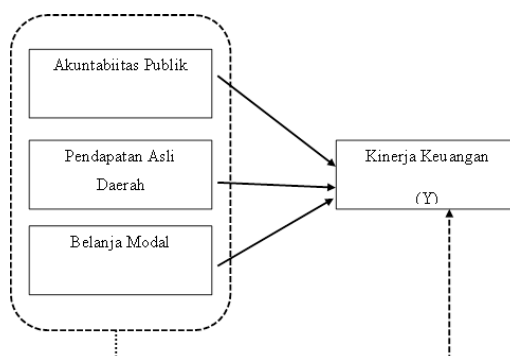 Akuntabiitas Publik
Pendapatan Asli
Daerah
Belanja Modal
Kinerja Keuangan
(Y)